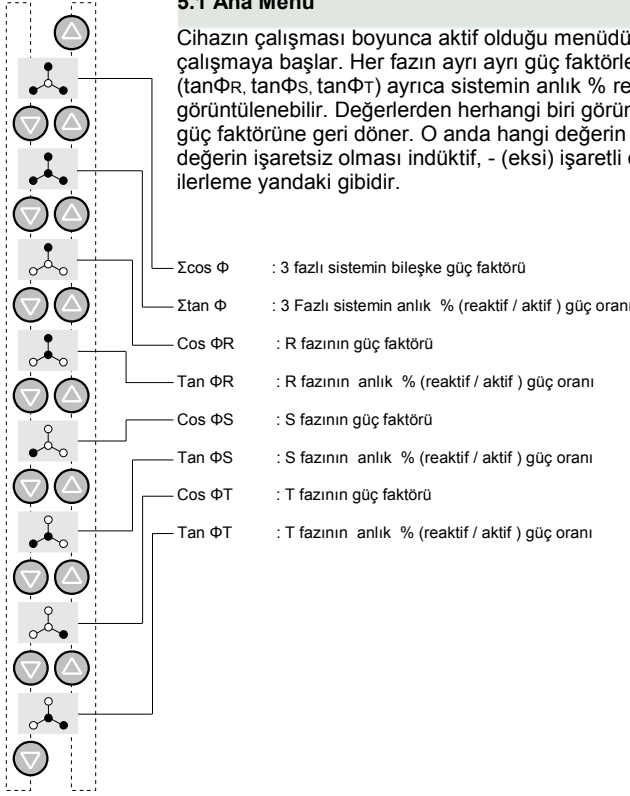 5.1 Ana Menü
Cihazın çalışması boyunca aktif olduğu menüdü
çalışmaya başlar. Her fazın ayrı ayrı güç faktörle
(tanΦR, tanΦS, tanΦT) ayrıca sistemin anlık % re
görüntülenebilir. Değerlerden herhangi biri görür
güç faktörüne geri döner. O anda hangi değerin
değerin işaretsiz olması indüktif, - (eksi) işaretli
ilerleme yandaki gibidir.
Σcos Φ : 3 fazlı sistemin bileşke güç faktörü
Σtan Φ : 3 Fazlı sistemin anlık % (reaktif / aktif ) güç oranı
Cos ΦR : R fazının güç faktörü
Tan ΦR : R fazının anlık % (reaktif / aktif ) güç oranı
Cos ΦS : S fazının güç faktörü
Tan ΦS : S fazının anlık % (reaktif / aktif ) güç oranı
Cos ΦT : T fazının güç faktörü
Tan ΦT : T fazının anlık % (reaktif / aktif ) güç oranı